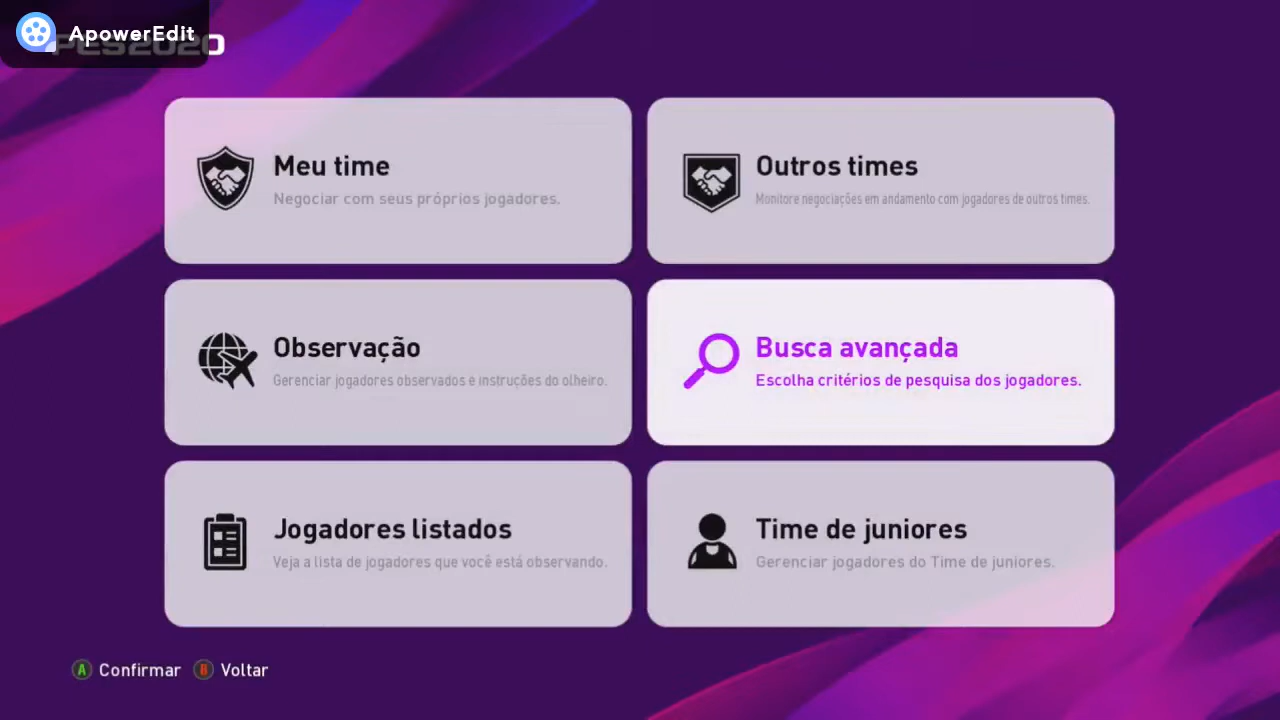 ApowerEdit
PES2020
Meu time
Negociar com seus próprios jogadores.
Outros times
Monitore negociações em andamento com jogadores de outros times.
Observação
Gerenciar jogadores observados e instruções do olheiro.
Busca avançada
Escolha critérios de pesquisa dos jogadores.
Jogadores listados
Veja a lista de jogadores que você está observando.
Time de juniores
Gerenciar jogadores do Time de juniores.
A Confirmar B Voltar